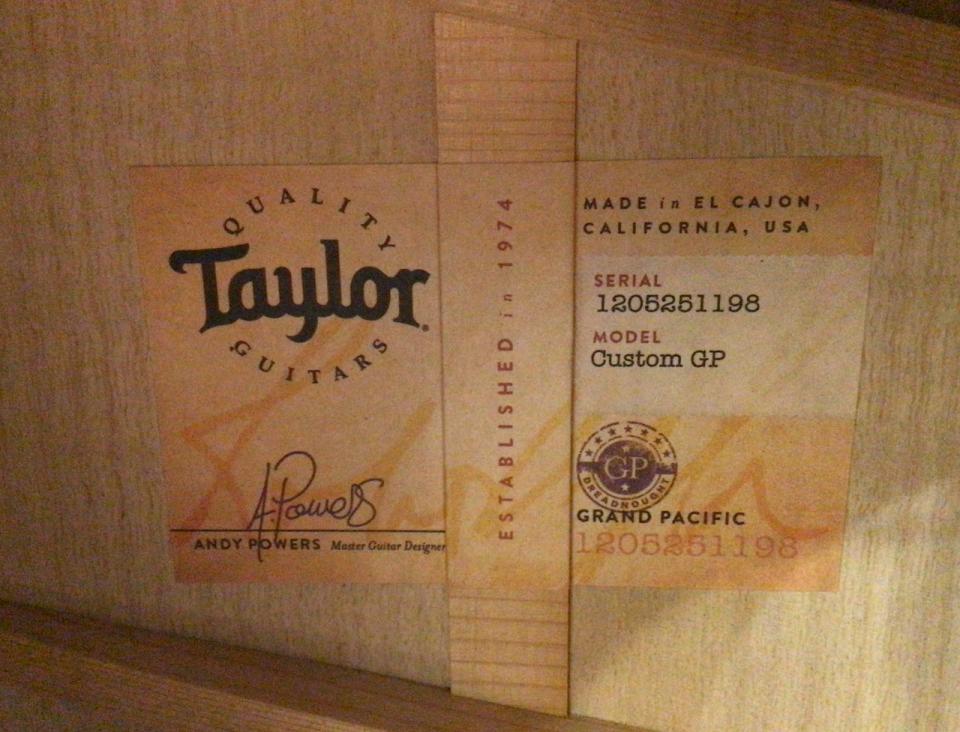 QUALITY
Taylor
GUITARS
A. Powers
ANDY POWERS Master Guitar Designer
ESTABLISHED in 1974
MADE in EL CAJON,
CALIFORNIA, USA
SERIAL
1205251198
MODEL
Custom GP
GP
DREADNOUGHT
GRAND PACIFIC
1205251198